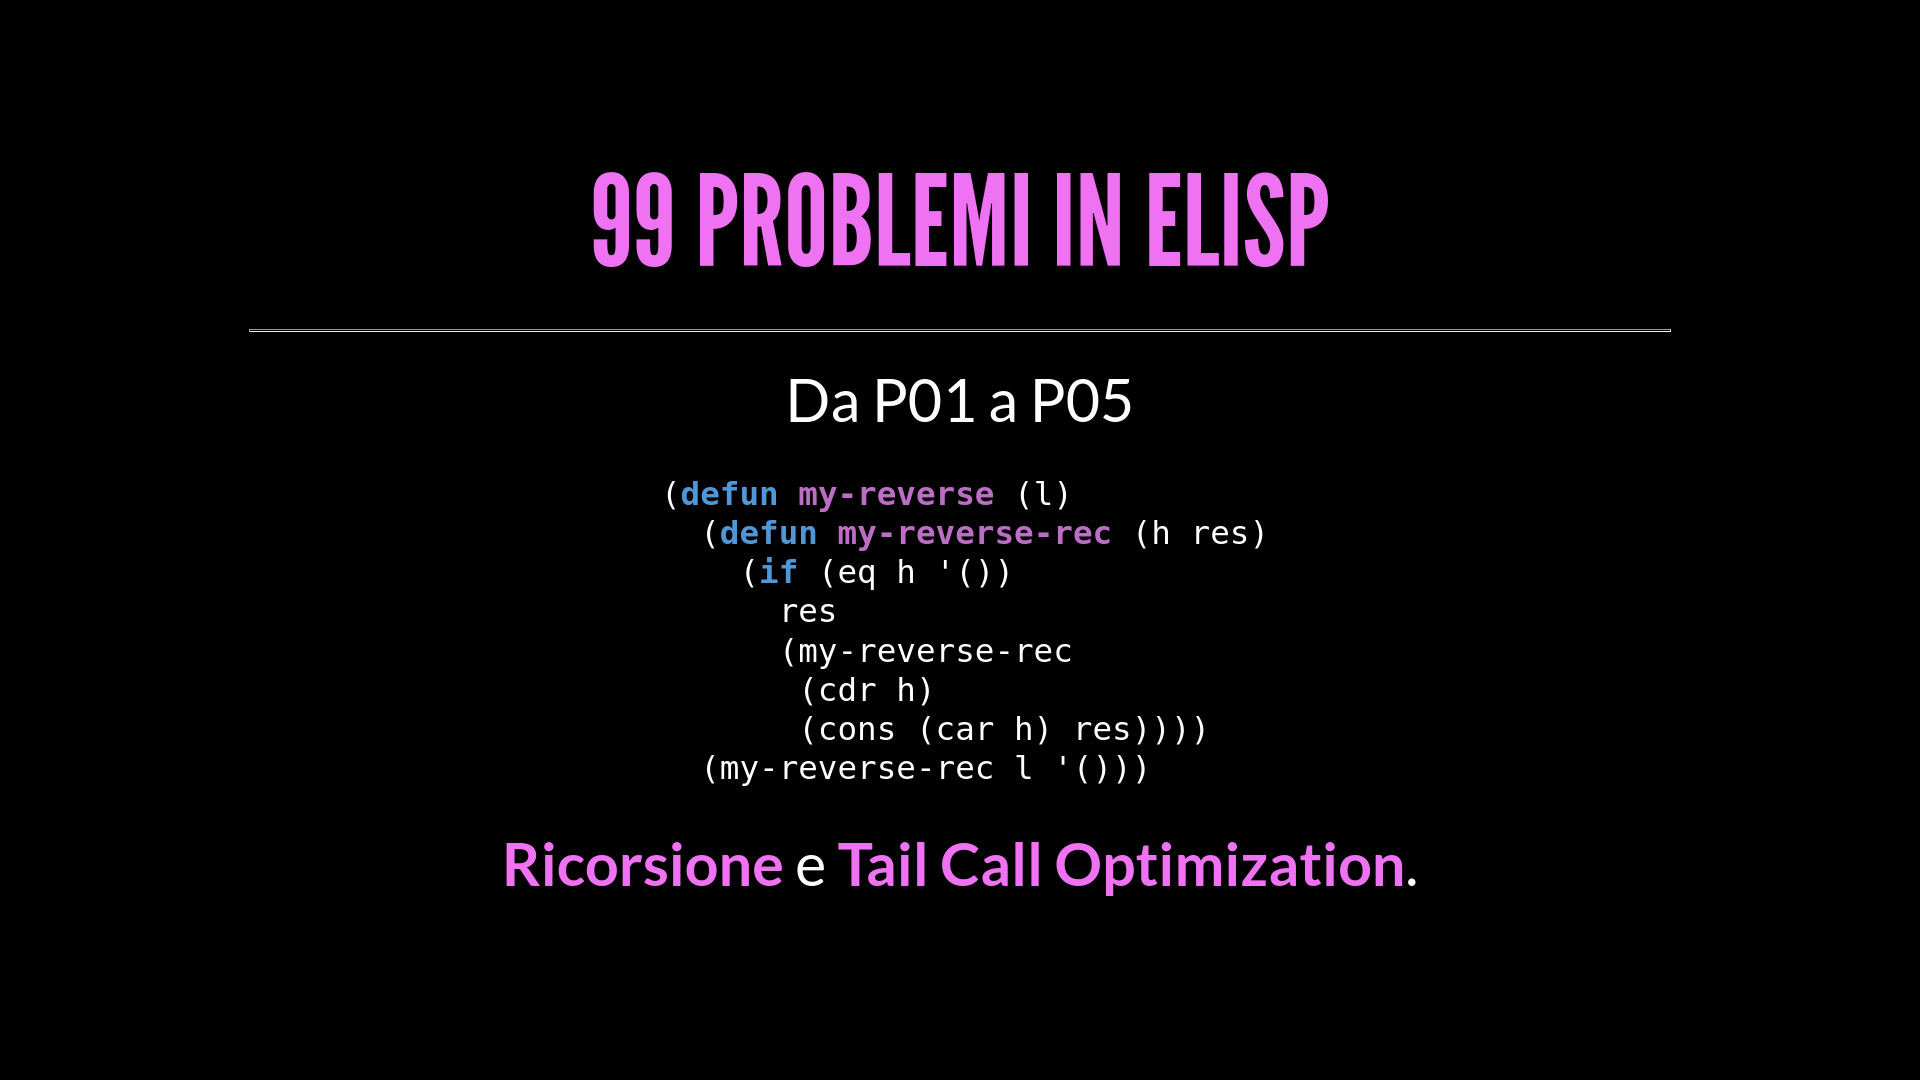 99 PROBLEMI IN ELISP
Da P01 a P05
(defun my-reverse (l)
  (defun my-reverse-rec (h res)
    (if (eq h '())
      res
      (my-reverse-rec
       (cdr h)
       (cons (car h) res))))
  (my-reverse-rec l '()))
Ricorsione e Tail Call Optimization.